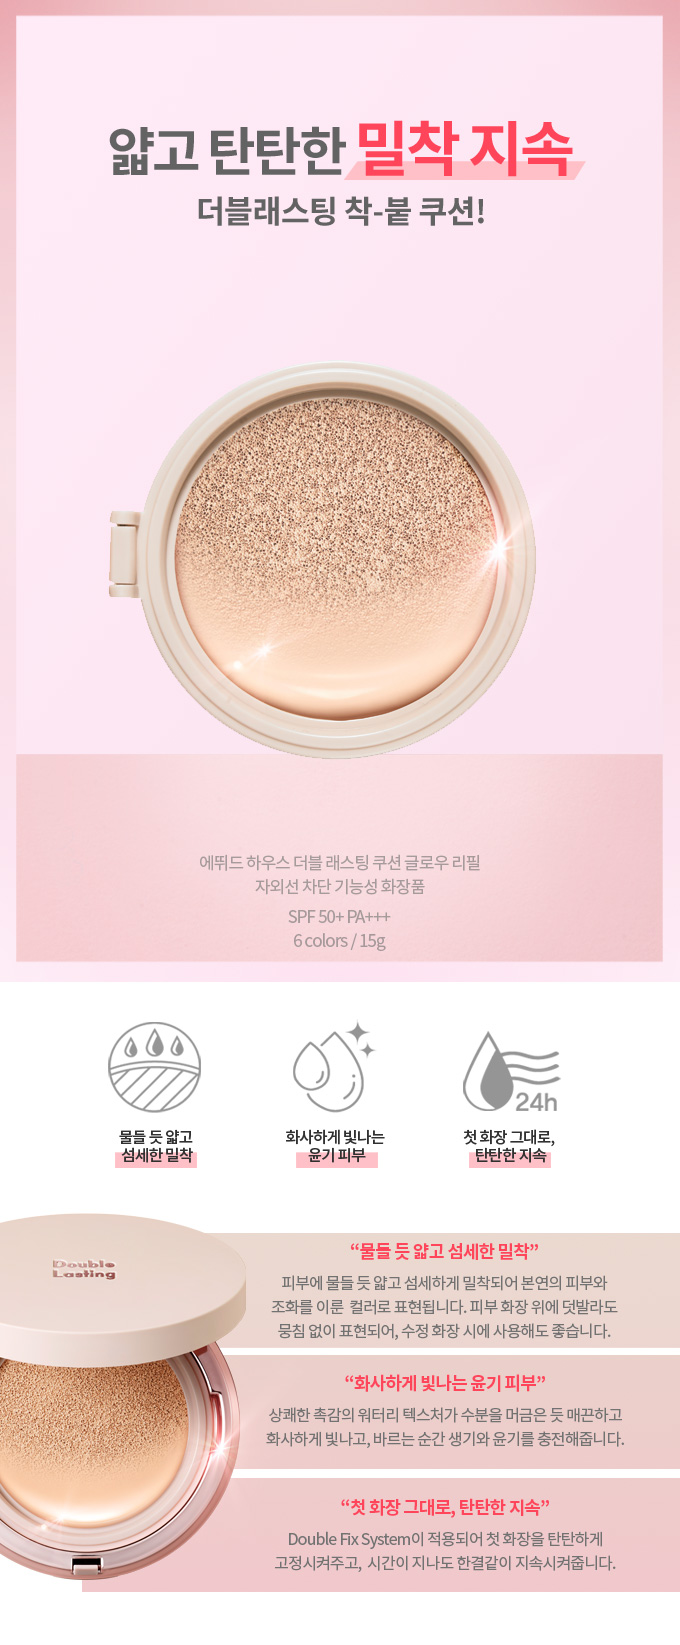 얇고 탄탄한 밀착 지속
더블래스팅 착-붙 쿠션!
에뛰드 하우스 더블 래스팅 쿠션 글로우 리필
자외선 차단 기능성 화장품
SPF 50+ PA+++
6 colors / 15g
24h
물들 듯 얇고
섬세한 밀착
화사하게 빛나는
윤기 피부
첫 화장 그대로,
탄탄한 지속
Double
Lasting
“물들 듯 얇고 섬세한 밀착”
피부에 물들 듯 얇고 섬세하게 밀착되어 본연의 피부와
조화를 이룬 컬러로 표현됩니다. 피부 화장 위에 덧발라도
뭉침 없이 표현되어, 수정 화장 시에 사용해도 좋습니다.
“화사하게 빛나는 윤기 피부”
상쾌한 촉감의 워터리 텍스처가 수분을 머금은 듯 매끈하고
화사하게 빛나고, 바르는 순간 생기와 윤기를 충전해줍니다.
“첫 화장 그대로, 탄탄한 지속”
Double Fix System이 적용되어 첫 화장을 탄탄하게
고정시켜주고, 시간이 지나도 한결같이 지속시켜줍니다.